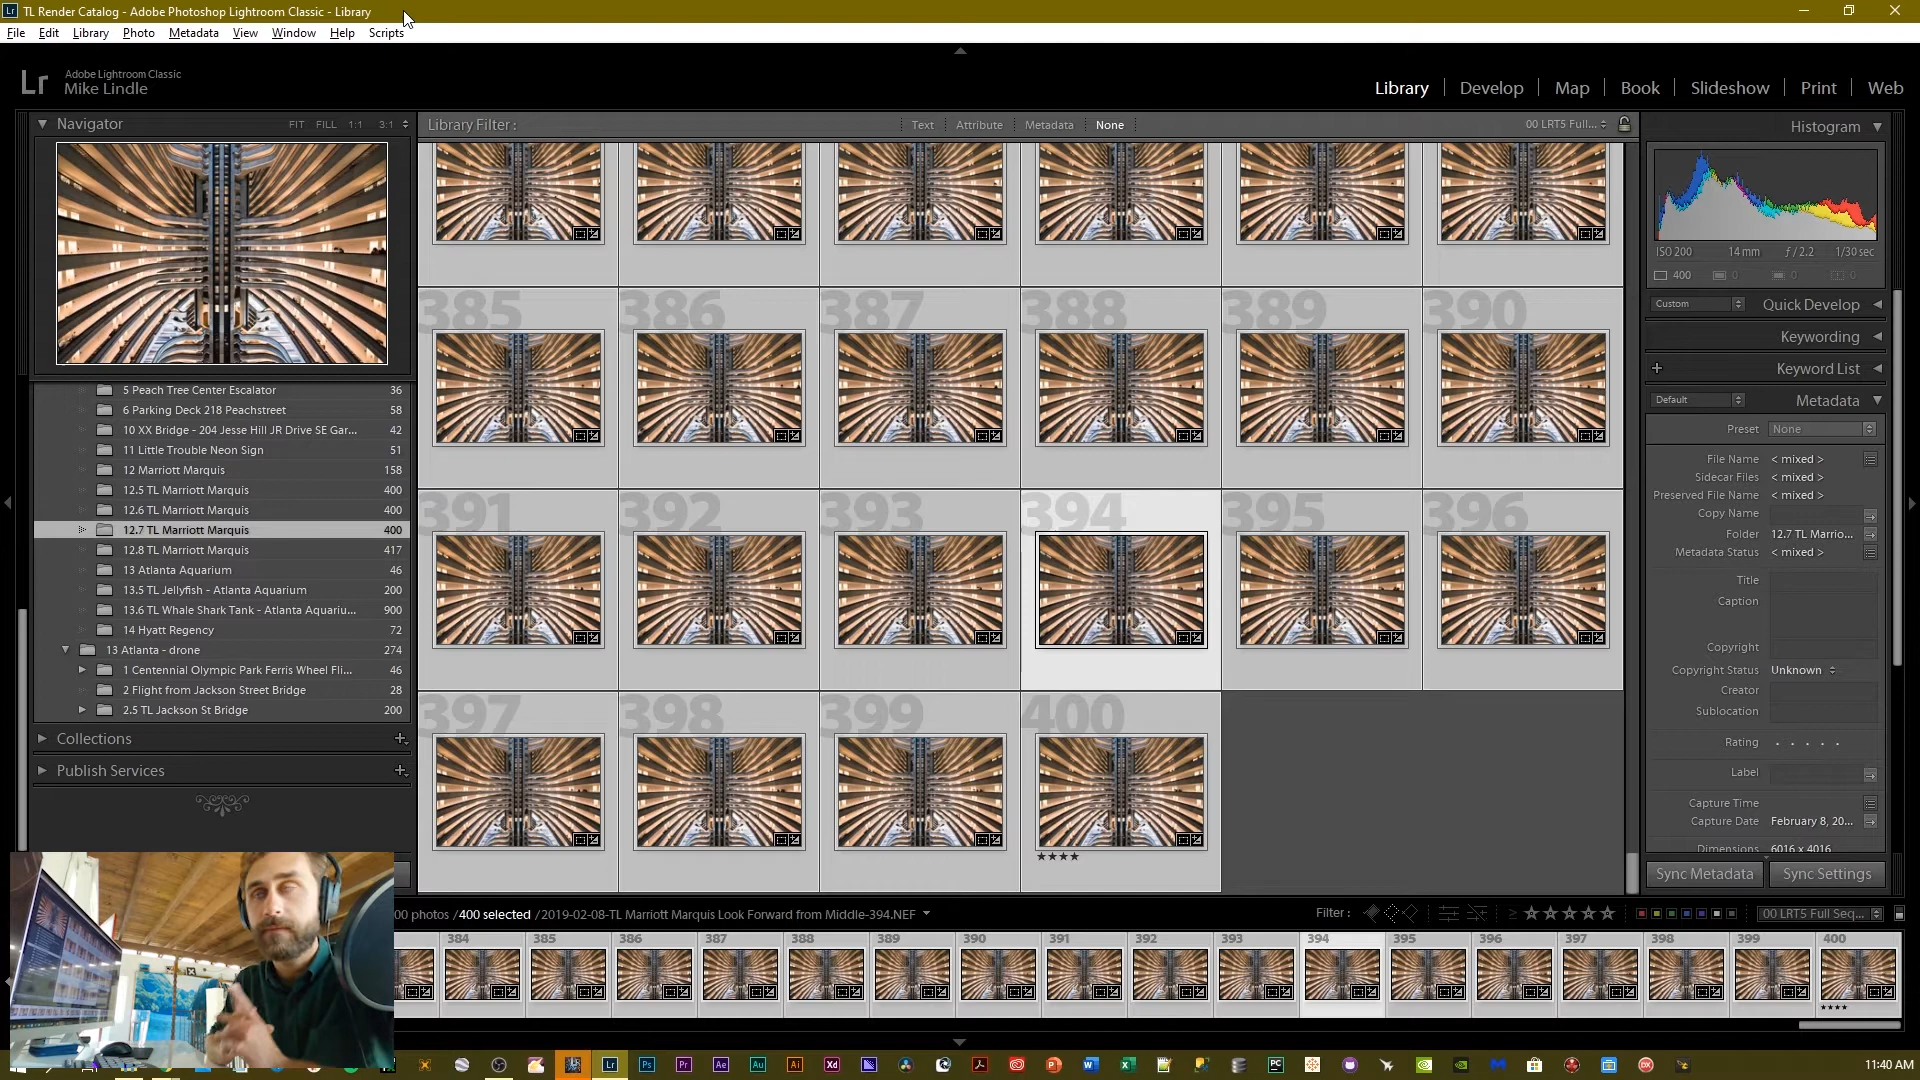 TL Render Catalog - Adobe Photoshop Lightroom Classic - Library
File Edit Library Photo Metadata View Window Help Scripts
Lr Adobe Lightroom Classic
Mike Lindle
Library Develop Map Book Slideshow Print Web
Navigator FIT FILL 1:1 3:1
Library Filter : Text Attribute Metadata None 00 LRT5 Full...
Histogram
ISO 200 14 mm ƒ / 2.2 1/30 sec
400 0 0 0
Custom Quick Develop
Keywording
Keyword List
Default Metadata
Preset None
File Name < mixed >
Sidecar Files < mixed >
Preserved File Name < mixed >
Copy Name
Folder 12.7 TL Marrio...
Metadata Status < mixed >
Title
Caption
Copyright
Copyright Status Unknown
Creator
Sublocation
Rating
Label
Capture Time
Capture Date February 8, 20...
Dimensions 6016 x 4016
Sync Metadata Sync Settings
5 Peach Tree Center Escalator 36
6 Parking Deck 218 Peachstreet 58
10 XX Bridge - 204 Jesse Hill JR Drive SE Gar... 42
11 Little Trouble Neon Sign 51
12 Marriott Marquis 158
12.5 TL Marriott Marquis 400
12.6 TL Marriott Marquis 400
12.7 TL Marriott Marquis 400
12.8 TL Marriott Marquis 417
13 Atlanta Aquarium 46
13.5 TL Jellyfish - Atlanta Aquarium 200
13.6 TL Whale Shark Tank - Atlanta Aquariu... 900
14 Hyatt Regency 72
13 Atlanta - drone 274
1 Centennial Olympic Park Ferris Wheel Fli... 46
2 Flight from Jackson Street Bridge 28
2.5 TL Jackson St Bridge 200
Collections
Publish Services
385 386 387 388 389 390
391 392 393 394 395 396
397 398 399 400
★★★★
00 photos / 400 selected / 2019-02-08-TL Marriott Marquis Look Forward from Middle-394.NEF
Filter : ≥ ★★★★★ 00 LRT5 Full Seq...
384 385 386 387 388 389 390 391 392 393 394 395 396 397 398 399 400
★★★★
Lr Ps Pr Ae Au Ai Xd PC
11:40 AM